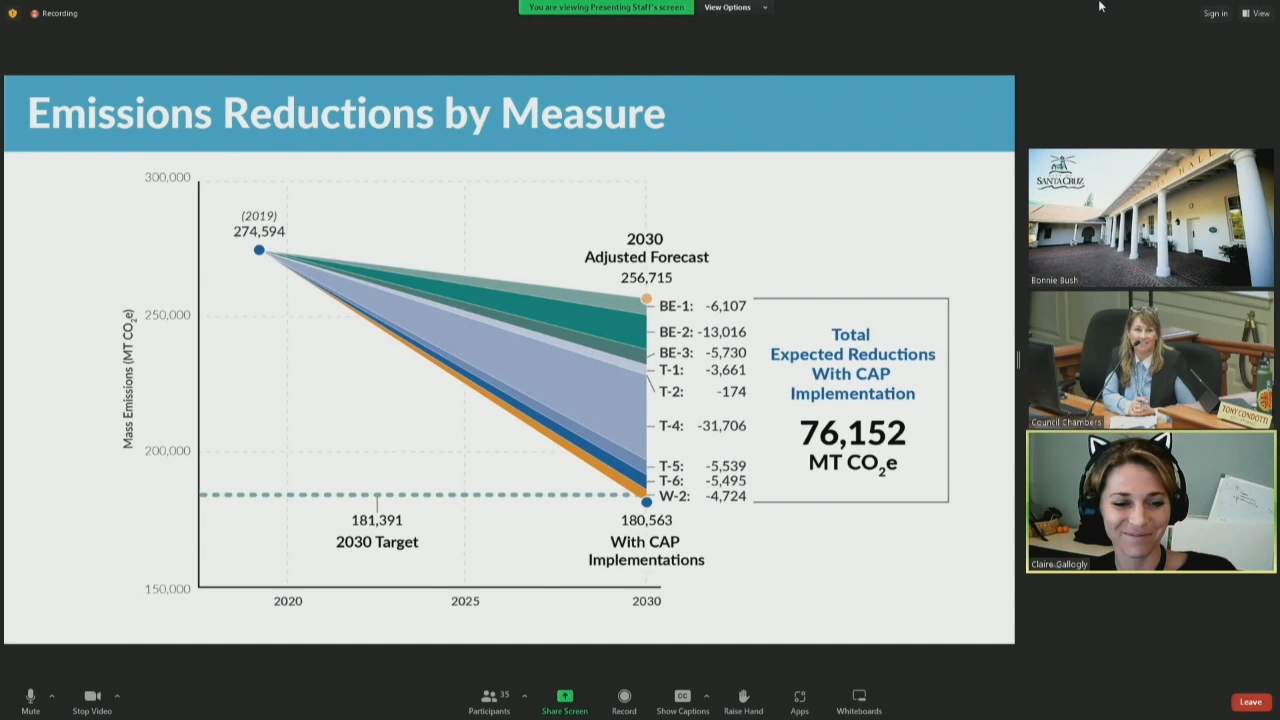 Recording
You are viewing Presenting Staff's screen
View Options
Sign in
View
Emissions Reductions by Measure
300,000
250,000
200,000
150,000
Mass Emissions (MT CO2e)
(2019)
274,594
2030
Adjusted Forecast
256,715
BE-1: -6,107
BE-2: -13,016
BE-3: -5,730
T-1: -3,661
T-2: -174
T-4: -31,706
T-5: -5,539
T-6: -5,495
W-2: -4,724
Total
Expected Reductions
With CAP
Implementation
76,152
MT CO2e
181,391
2030 Target
180,563
With CAP
Implementations
2020
2025
2030
SANTA CRUZ
HALL
Bonnie Bush
TONY CONDOTTI
Council Chambers
Claire Gallogly
Mute
Stop Video
Participants
35
Share Screen
Record
CC
Show Captions
Raise Hand
Apps
Whiteboards
Leave